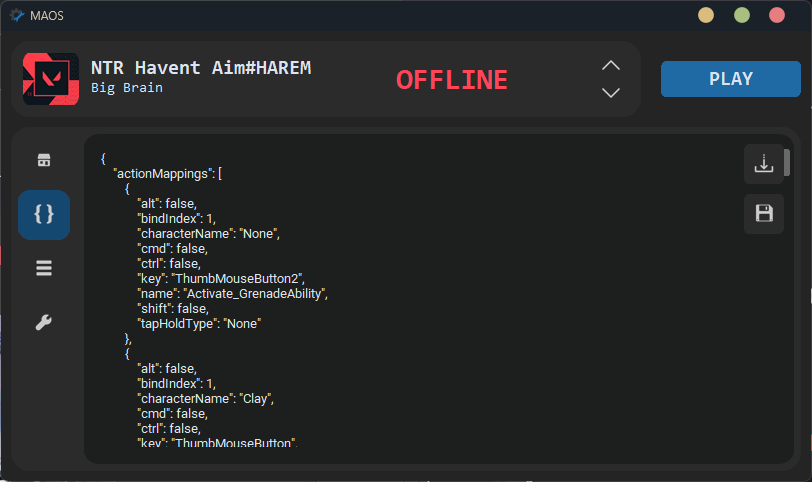 MAOS
NTR Havent Aim#HAREM
Big Brain
OFFLINE
PLAY
{
"actionMappings": [
{
"alt": false,
"bindIndex": 1,
"characterName": "None",
"cmd": false,
"ctrl": false,
"key": "ThumbMouseButton2",
"name": "Activate_GrenadeAbility",
"shift": false,
"tapHoldType": "None"
},
{
"alt": false,
"bindIndex": 1,
"characterName": "Clay",
"cmd": false,
"ctrl": false,
"key": "ThumbMouseButton",